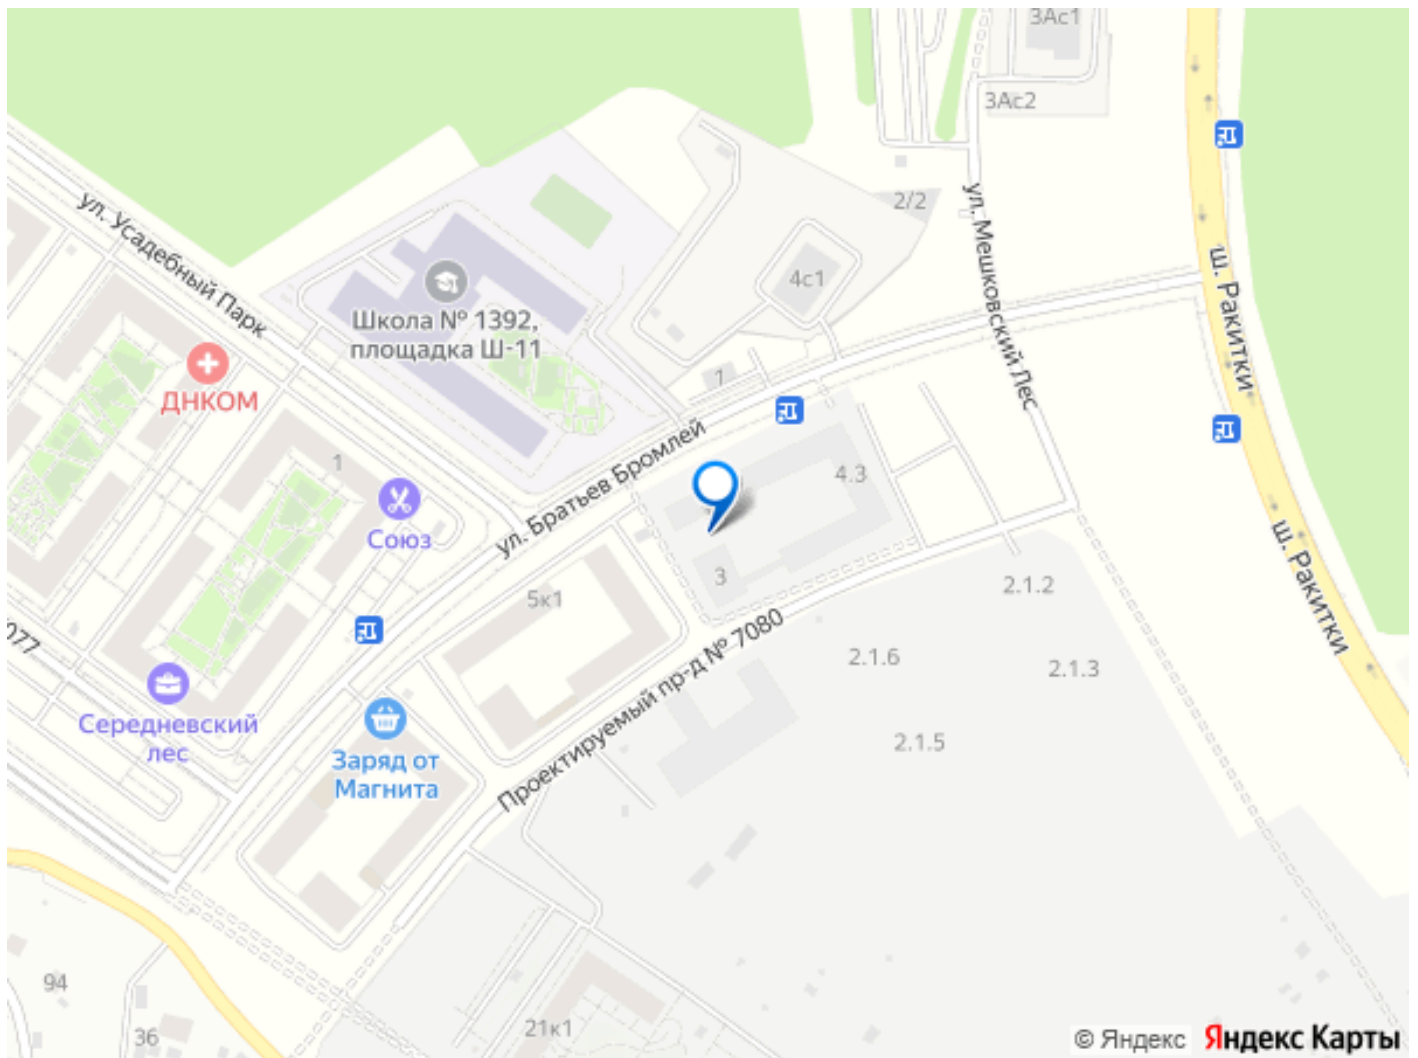 3Ас1
3Ас2
2/2
ул. Усадебный Парк
ул. Мешковский Лес
ш. Ракитки
4с1
Школа № 1392,
площадка Ш-11
ДНКОМ
1
1
ул. Братьев Бромлей
4.3
Союз
3
5к1
2.1.2
077
Проектируемый пр-д № 7080
2.1.6
2.1.3
ш. Ракитки
Середневский
лес
2.1.5
Заряд от
Магнита
94
36
21к1
© Яндекс Яндекс Карты